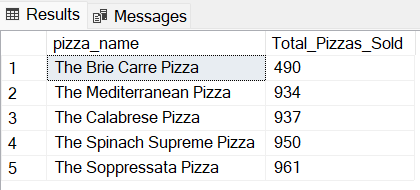 Results Messages
pizza_name Total_Pizzas_Sold
1 The Brie Carre Pizza 490
2 The Mediterranean Pizza 934
3 The Calabrese Pizza 937
4 The Spinach Supreme Pizza 950
5 The Soppressata Pizza 961